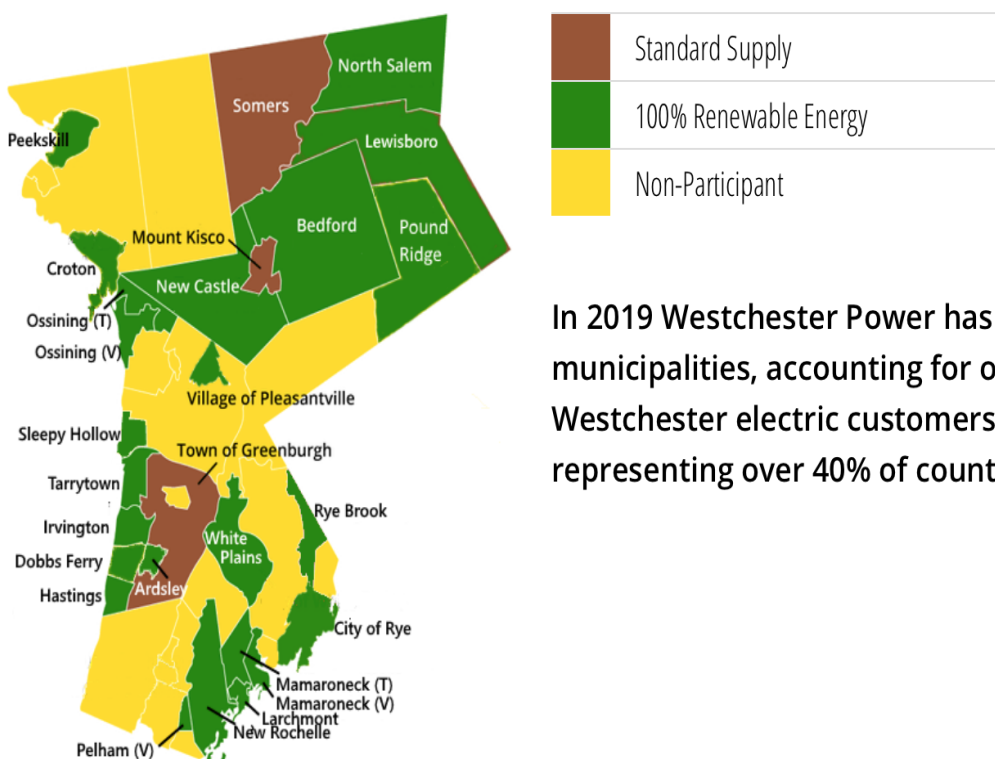 North Salem
Somers
Peekskill
Lewisboro
Bedford
Pound
Ridge
Mount Kisco
Croton
New Castle
Ossining (T)
Ossining (V)
Village of Pleasantville
Sleepy Hollow
Town of Greenburgh
Tarrytown
Rye Brook
Irvington
White
Plains
Dobbs Ferry
Ardsley
Hastings
City of Rye
Mamaroneck (T)
Mamaroneck (V)
Larchmont
New Rochelle
Pelham (V)
Standard Supply
100% Renewable Energy
Non-Participant
In 2019 Westchester Power has
municipalities, accounting for o
Westchester electric customers
representing over 40% of count